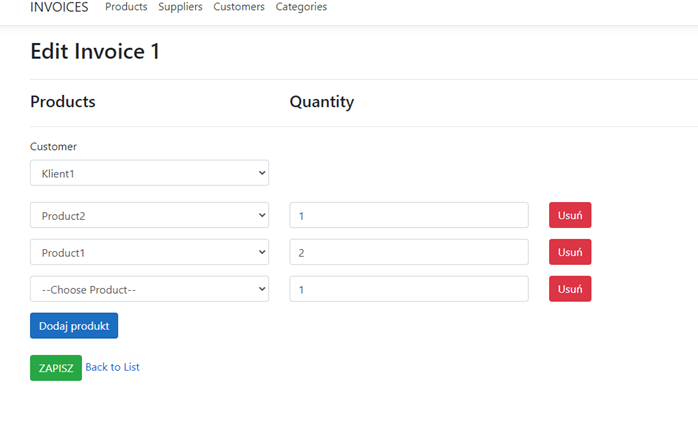 INVOICES Products Suppliers Customers Categories
Edit Invoice 1
Products Quantity
Customer
Klient1
Product2 1 Usuń
Product1 2 Usuń
--Choose Product-- 1 Usuń
Dodaj produkt
ZAPISZ Back to List